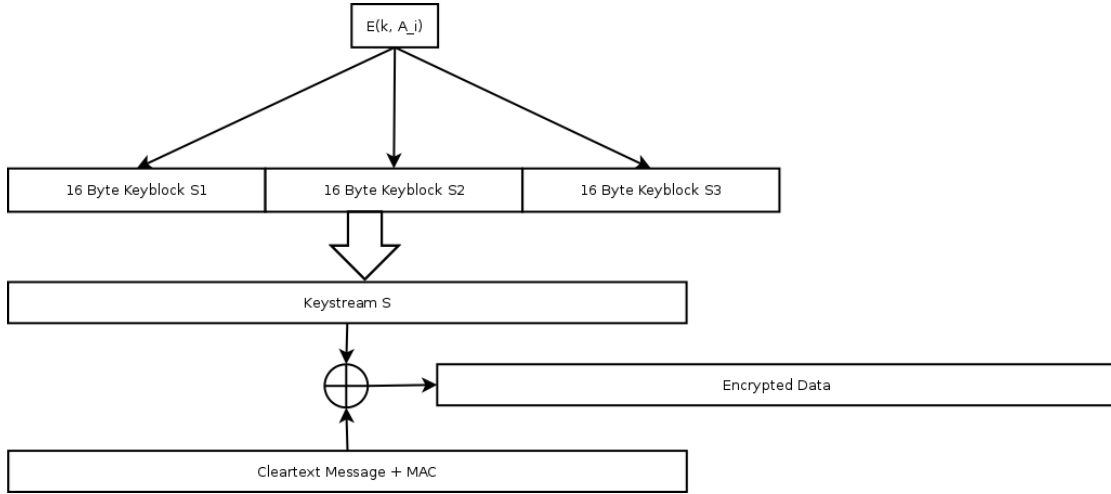 E(k, A_i)
16 Byte Keyblock S1
16 Byte Keyblock S2
16 Byte Keyblock S3
Keystream S
Encrypted Data
Cleartext Message + MAC